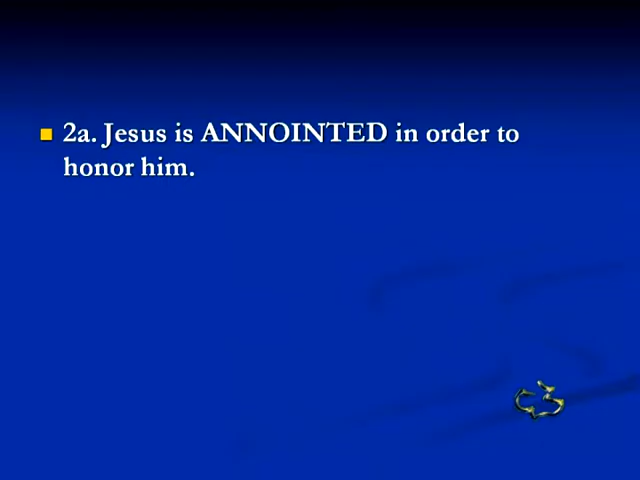 2a. Jesus is ANNOINTED in order to
honor him.